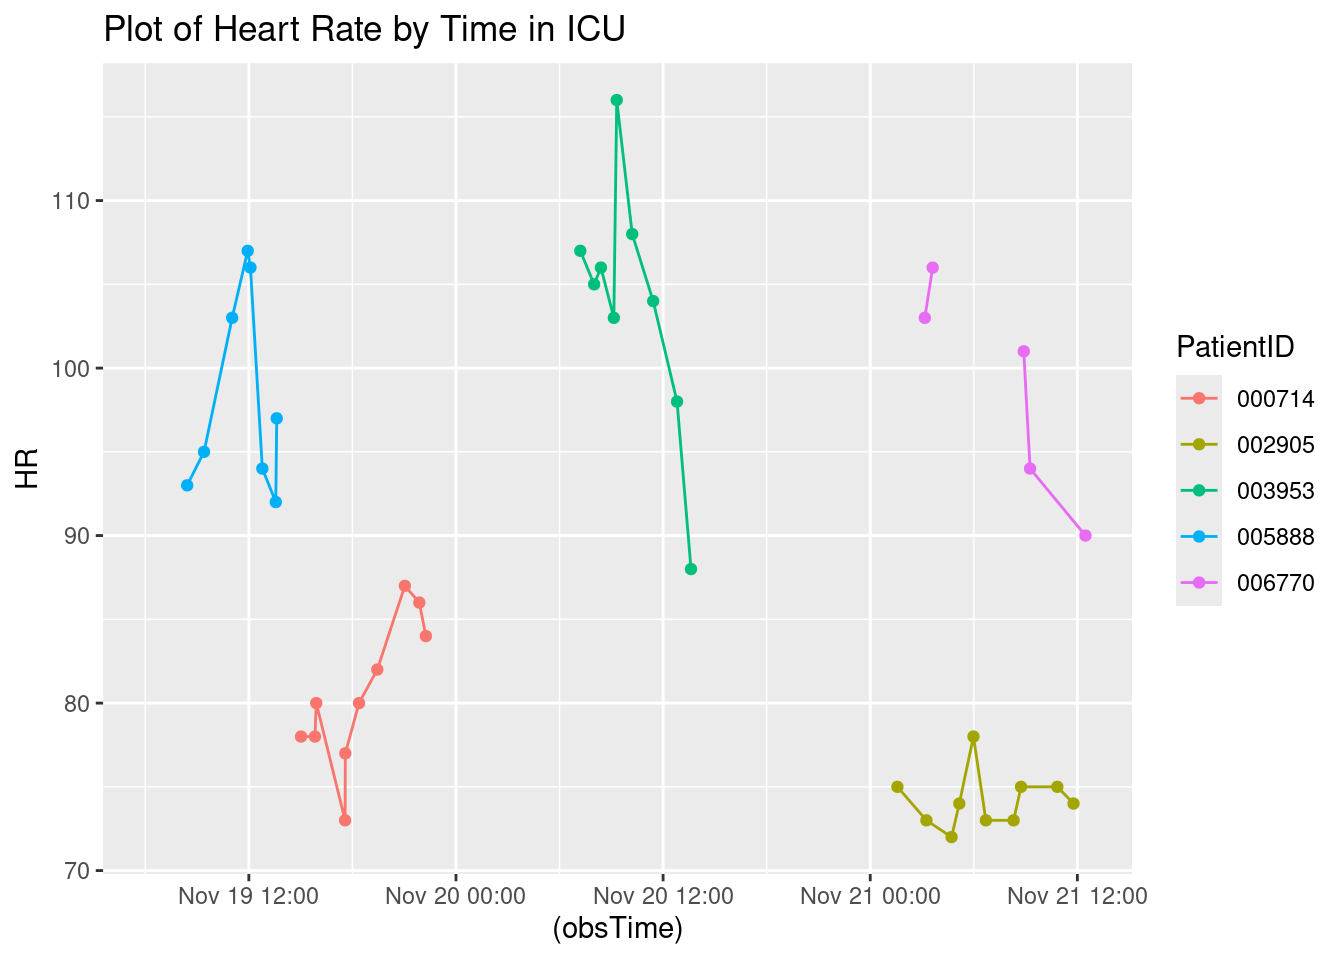 Plot of Heart Rate by Time in ICU
HR
110
100
90
80
70
Nov 19 12:00
Nov 20 00:00
Nov 20 12:00
Nov 21 00:00
Nov 21 12:00
(obsTime)
PatientID
000714
002905
003953
005888
006770